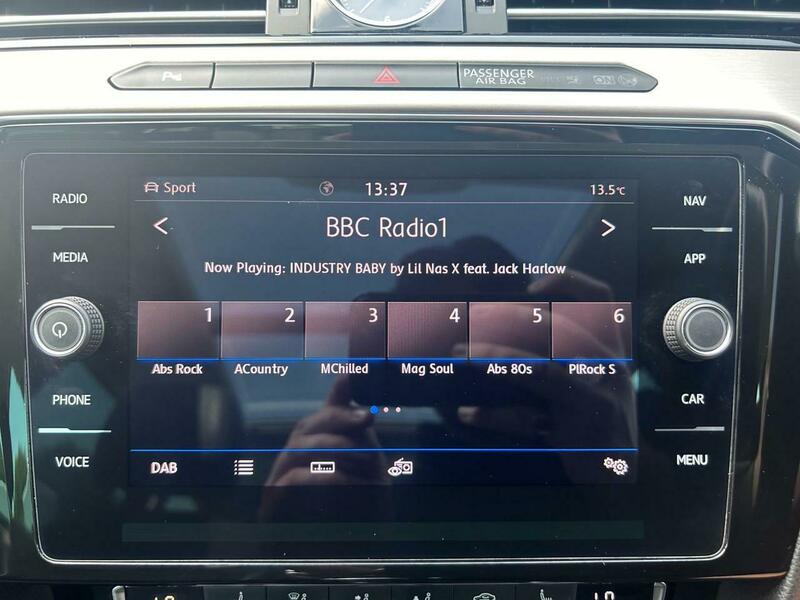 PASSENGER
AIR BAG
ON
RADIO
NAV
MEDIA
APP
PHONE
CAR
VOICE
MENU
Sport
13:37
13.5°C
< BBC Radio1 >
Now Playing: INDUSTRY BABY by Lil Nas X feat. Jack Harlow
1 2 3 4 5 6
Abs Rock ACountry MChilled Mag Soul Abs 80s PlRock S
DAB
LO